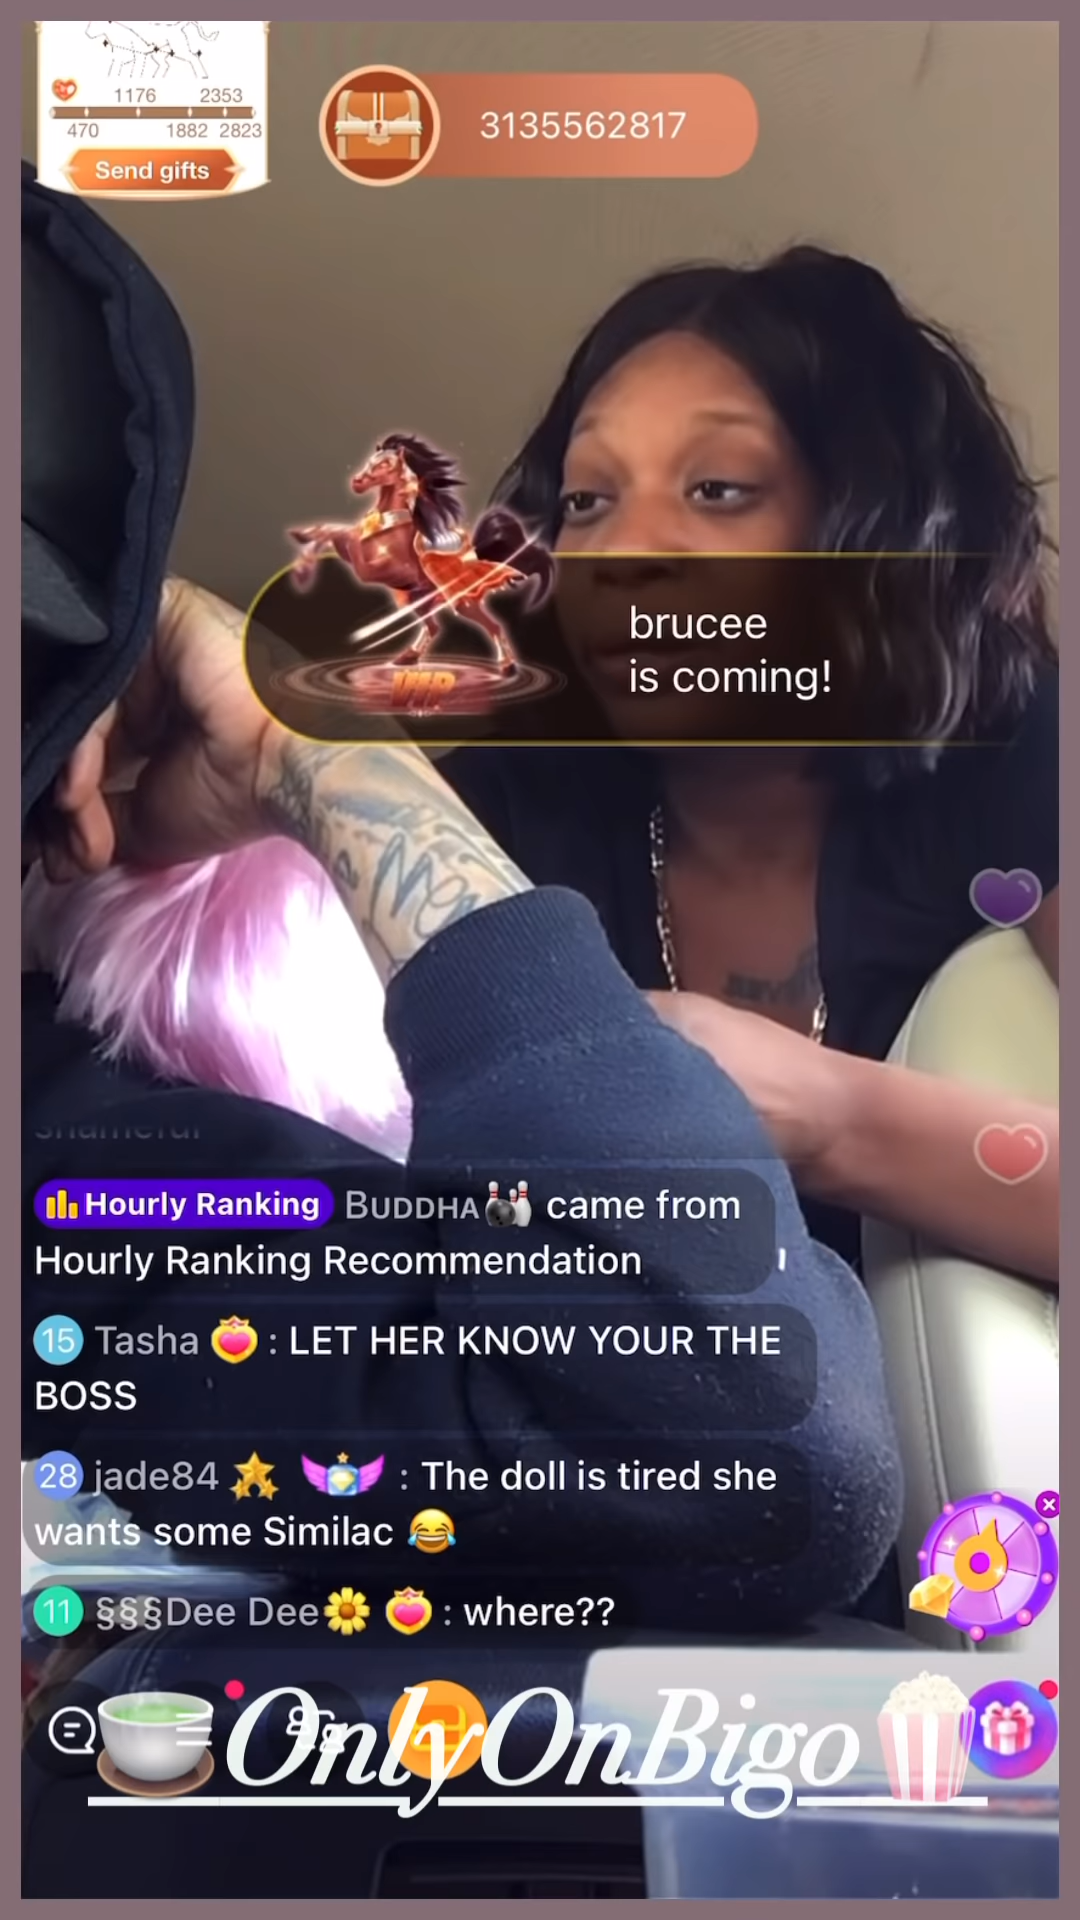 1176 2353
470 1882 2823
Send gifts
3135562817
brucee
is coming!
VIP
Hourly Ranking BUDDHA🎳 came from
Hourly Ranking Recommendation
15 Tasha : LET HER KNOW YOUR THE
BOSS
28 jade84 : The doll is tired she
wants some Similac 😂
11 §§§Dee Dee🌼 : where??
🍵OnlyOnBigo🍿